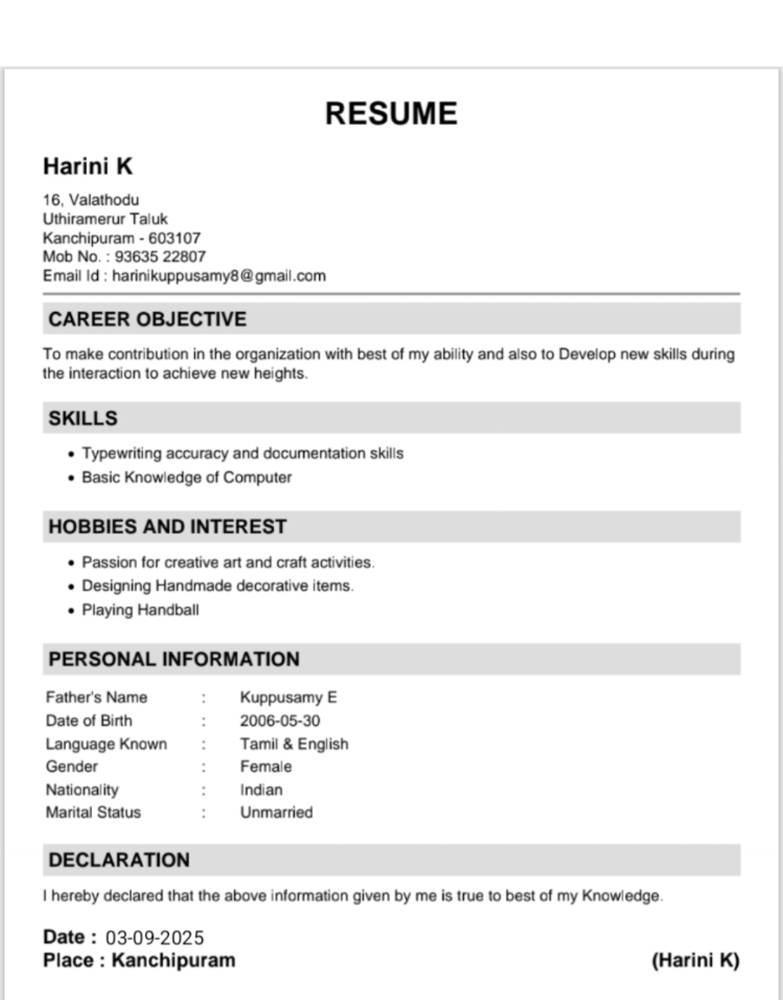 RESUME
Harini K
16, Valathodu
Uthiramerur Taluk
Kanchipuram - 603107
Mob No. : 93635 22807
Email Id : harinikuppusamy8@gmail.com
CAREER OBJECTIVE
To make contribution in the organization with best of my ability and also to Develop new skills during
the interaction to achieve new heights.
SKILLS
• Typewriting accuracy and documentation skills
• Basic Knowledge of Computer
HOBBIES AND INTEREST
• Passion for creative art and craft activities.
• Designing Handmade decorative items.
• Playing Handball
PERSONAL INFORMATION
Father's Name : Kuppusamy E
Date of Birth : 2006-05-30
Language Known : Tamil & English
Gender : Female
Nationality : Indian
Marital Status : Unmarried
DECLARATION
I hereby declared that the above information given by me is true to best of my Knowledge.
Date : 03-09-2025
Place : Kanchipuram (Harini K)